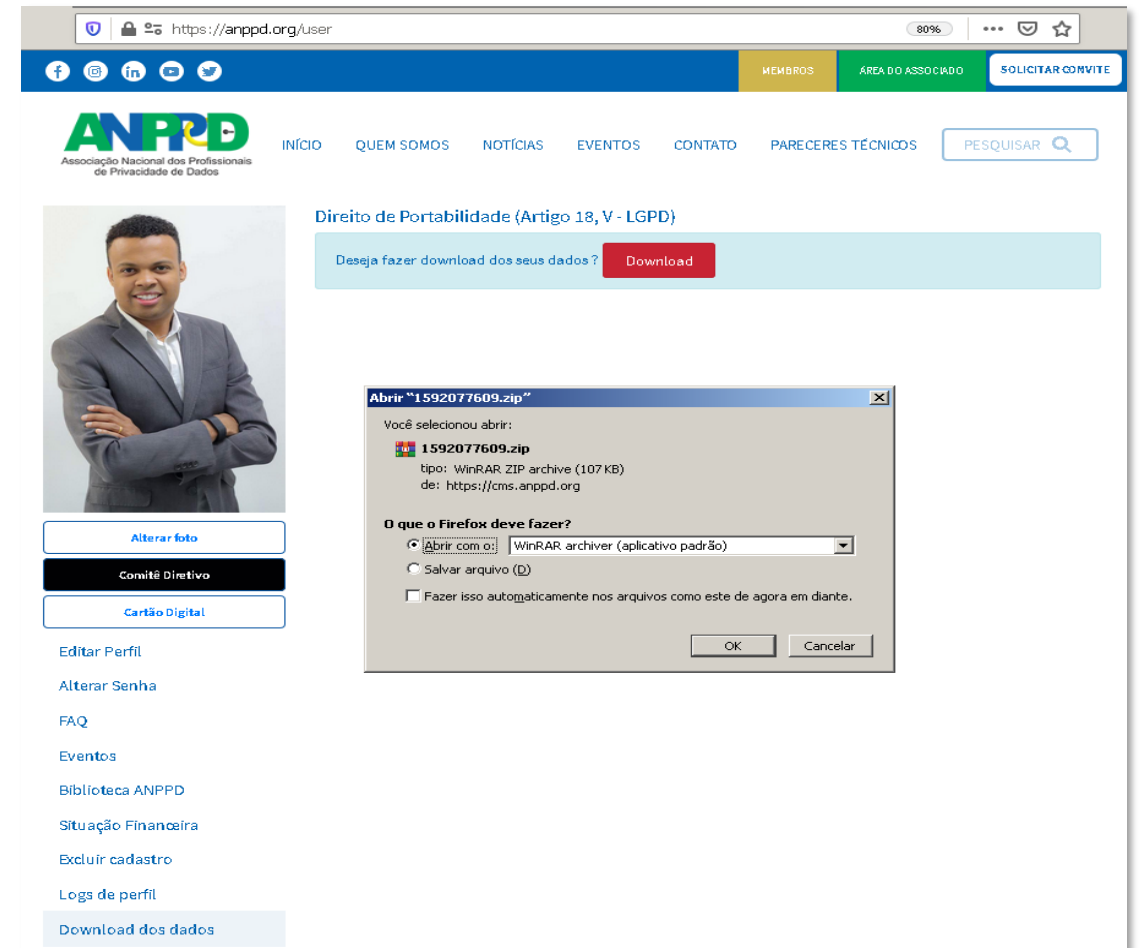 https://anppd.org/user
80%
MEMBROS
ÁREA DO ASSOCIADO
SOLICITAR CONVITE
ANPPD
Associação Nacional dos Profissionais
de Privacidade de Dados
INÍCIO
QUEM SOMOS
NOTÍCIAS
EVENTOS
CONTATO
PARECERES TÉCNICOS
PESQUISAR
Direito de Portabilidade (Artigo 18, V - LGPD)
Deseja fazer download dos seus dados ?
Download
Abrir "1592077609.zip"
Você selecionou abrir:
1592077609.zip
tipo: WinRAR ZIP archive (107 KB)
de: https://cms.anppd.org
O que o Firefox deve fazer?
Abrir com o: WinRAR archiver (aplicativo padrão)
Salvar arquivo (D)
Fazer isso automaticamente nos arquivos como este de agora em diante.
OK
Cancelar
Alterar foto
Comitê Diretivo
Cartão Digital
Editar Perfil
Alterar Senha
FAQ
Eventos
Biblioteca ANPPD
Situação Financeira
Excluir cadastro
Logs de perfil
Download dos dados